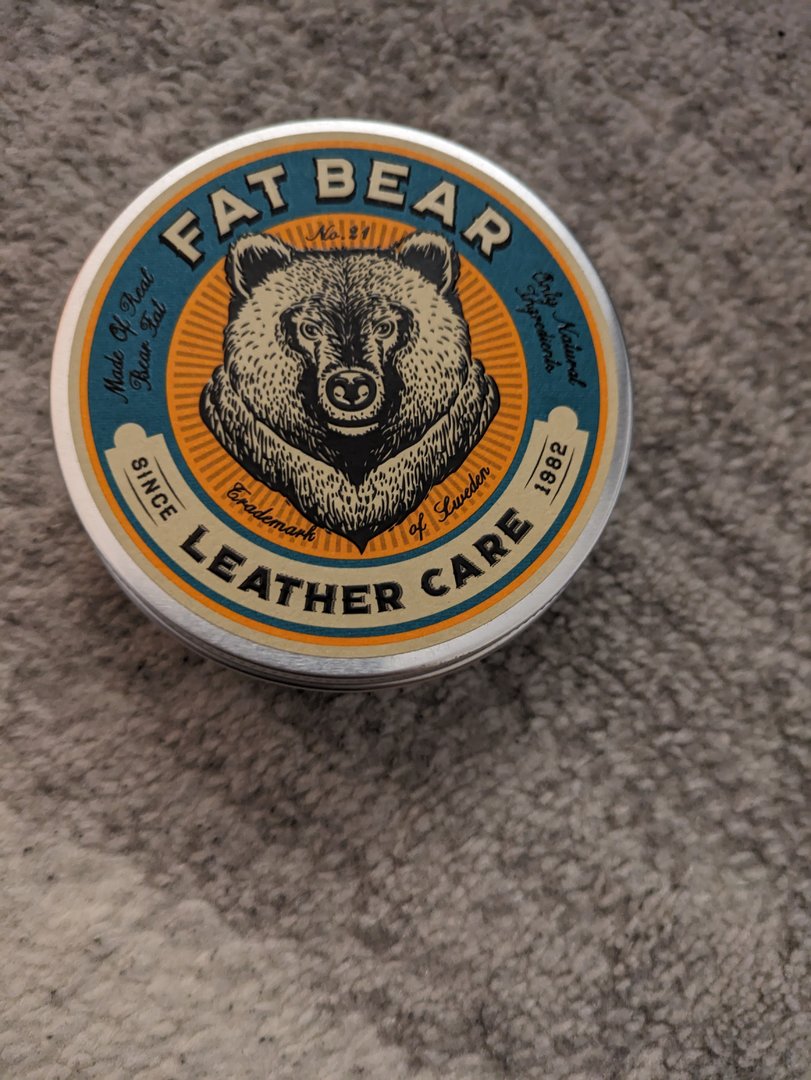 FAT BEAR
No. 21
Made Of Real
Bear Fat
Only Natural
Ingredients
SINCE
1982
Trademark
of Sweden
LEATHER CARE